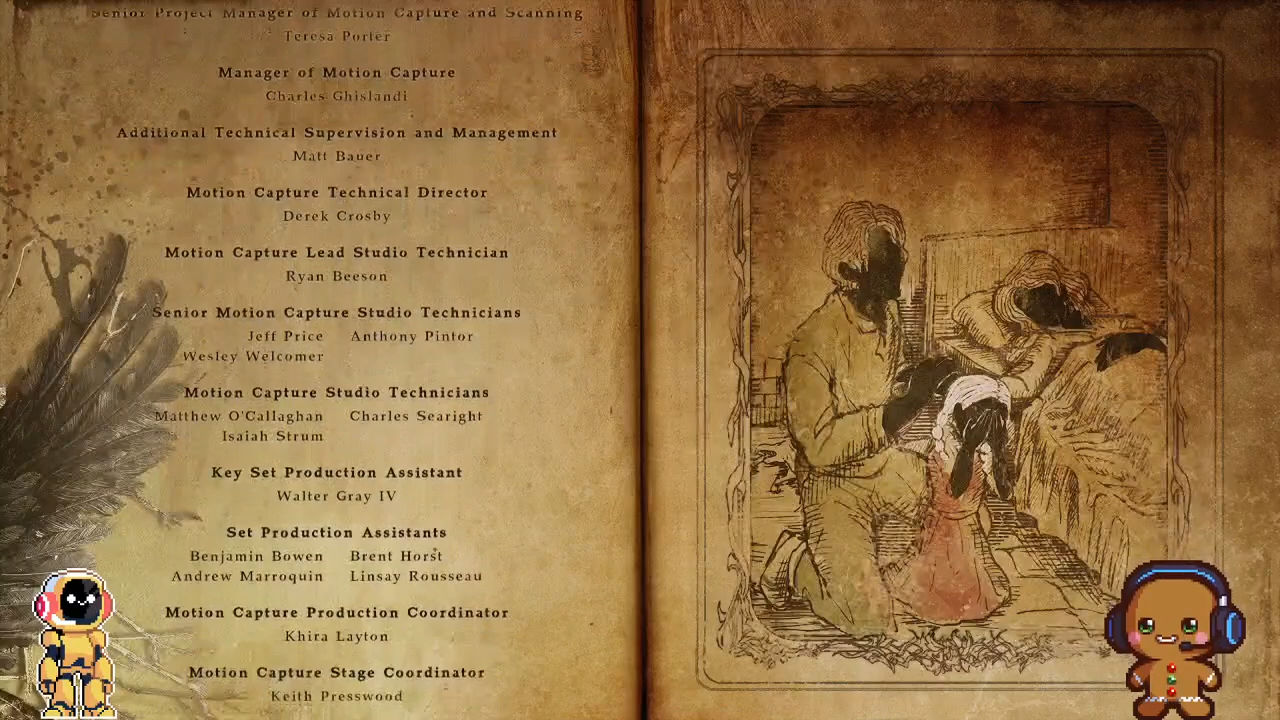 Senior Project Manager of Motion Capture and Scanning
Teresa Porter
Manager of Motion Capture
Charles Ghislandi
Additional Technical Supervision and Management
Matt Bauer
Motion Capture Technical Director
Derek Crosby
Motion Capture Lead Studio Technician
Ryan Beeson
Senior Motion Capture Studio Technicians
Jeff Price Anthony Pintor
Wesley Welcomer
Motion Capture Studio Technicians
Matthew O'Callaghan Charles Searight
Isaiah Strum
Key Set Production Assistant
Walter Gray IV
Set Production Assistants
Benjamin Bowen Brent Horst
Andrew Marroquin Linsay Rousseau
Motion Capture Production Coordinator
Khira Layton
Motion Capture Stage Coordinator
Keith Presswood